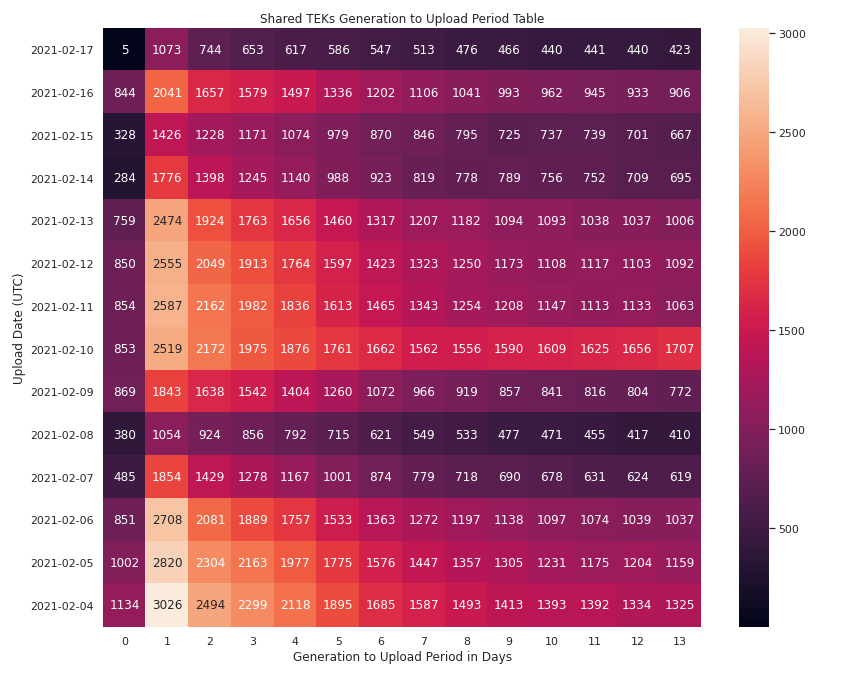 Shared TEKs Generation to Upload Period Table
2021-02-17 5 1073 744 653 617 586 547 513 476 466 440 441 440 423
2021-02-16 844 2041 1657 1579 1497 1336 1202 1106 1041 993 962 945 933 906
2021-02-15 328 1426 1228 1171 1074 979 870 846 795 725 737 739 701 667
2021-02-14 284 1776 1398 1245 1140 988 923 819 778 789 756 752 709 695
2021-02-13 759 2474 1924 1763 1656 1460 1317 1207 1182 1094 1093 1038 1037 1006
2021-02-12 850 2555 2049 1913 1764 1597 1423 1323 1250 1173 1108 1117 1103 1092
2021-02-11 854 2587 2162 1982 1836 1613 1465 1343 1254 1208 1147 1113 1133 1063
2021-02-10 853 2519 2172 1975 1876 1761 1662 1562 1556 1590 1609 1625 1656 1707
2021-02-09 869 1843 1638 1542 1404 1260 1072 966 919 857 841 816 804 772
2021-02-08 380 1054 924 856 792 715 621 549 533 477 471 455 417 410
2021-02-07 485 1854 1429 1278 1167 1001 874 779 718 690 678 631 624 619
2021-02-06 851 2708 2081 1889 1757 1533 1363 1272 1197 1138 1097 1074 1039 1037
2021-02-05 1002 2820 2304 2163 1977 1775 1576 1447 1357 1305 1231 1175 1204 1159
2021-02-04 1134 3026 2494 2299 2118 1895 1685 1587 1493 1413 1393 1392 1334 1325
0 1 2 3 4 5 6 7 8 9 10 11 12 13
Generation to Upload Period in Days
Upload Date (UTC)
3000
2500
2000
1500
1000
500